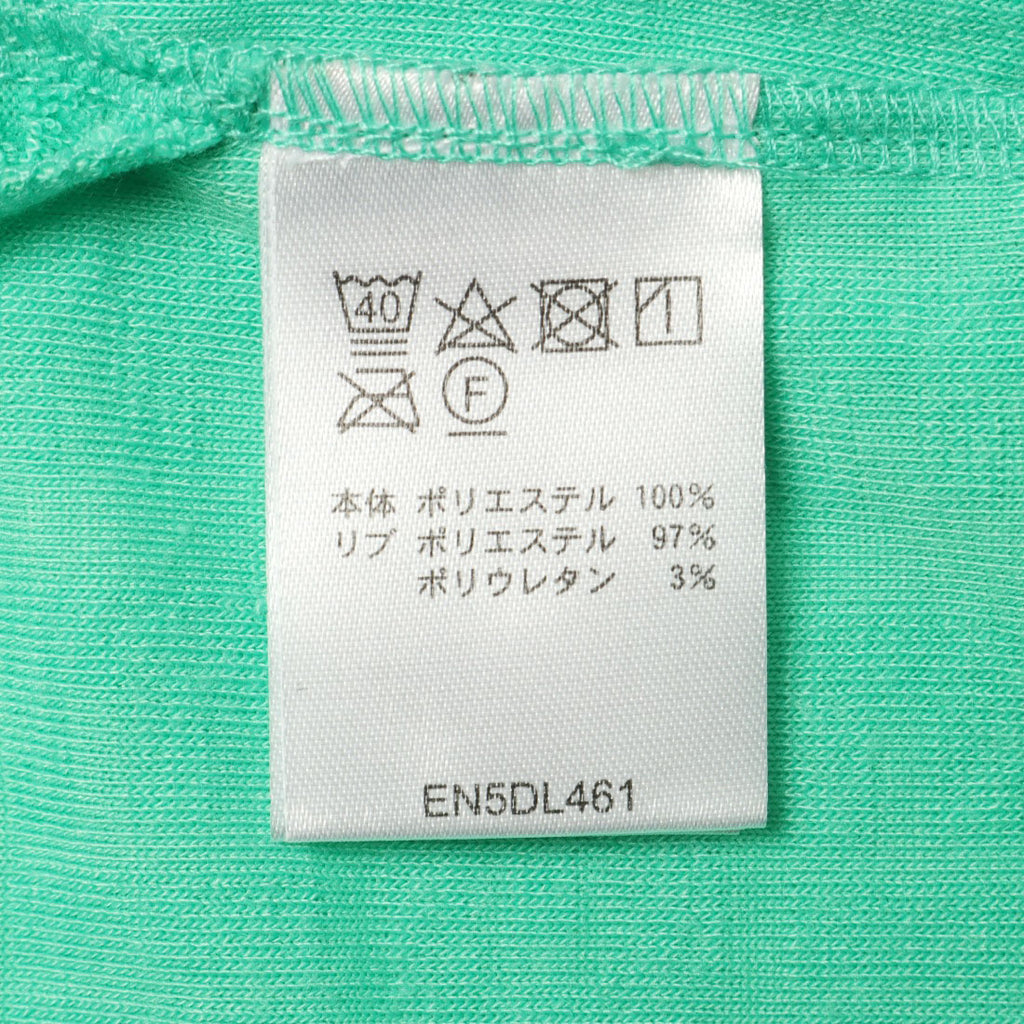 40
F
本体 ポリエステル 100%
リブ ポリエステル 97%
ポリウレタン 3%
EN5DL461